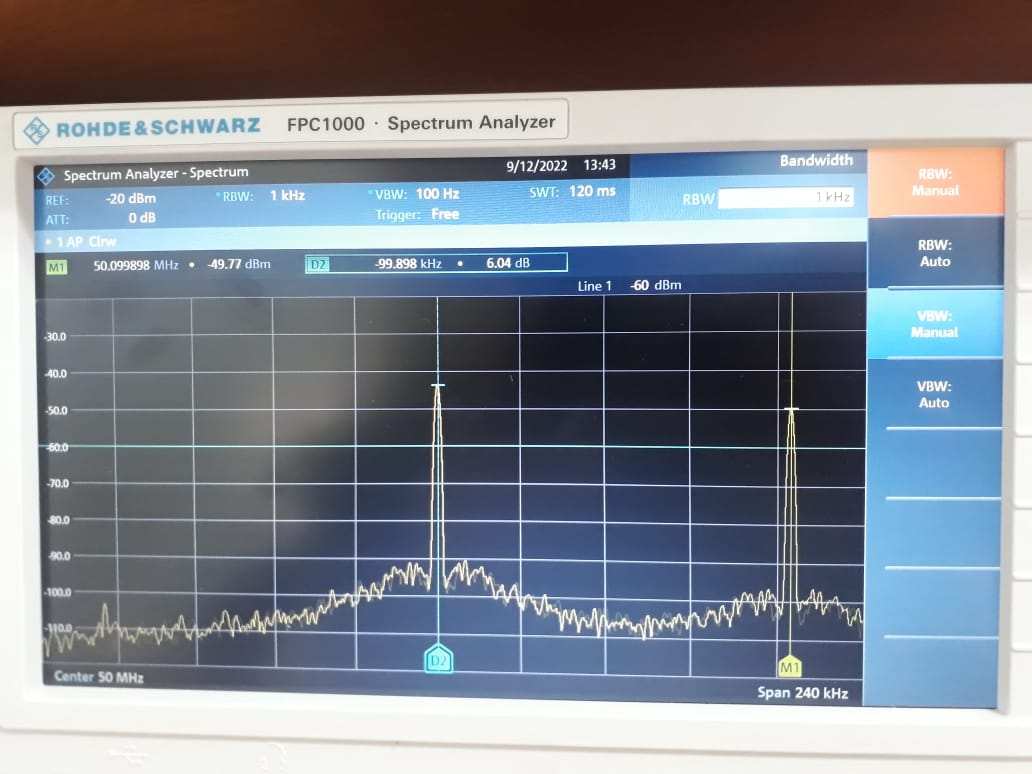 ROHDE & SCHWARZ FPC1000 · Spectrum Analyzer
Spectrum Analyzer - Spectrum 9/12/2022 13:43 Bandwidth
REF: -20 dBm RBW: 1 kHz VBW: 100 Hz SWT: 120 ms RBW 1 kHz
ATT: 0 dB Trigger: Free
1 AP Clrw
M1 50.099898 MHz • -49.77 dBm D2 -99.898 kHz • 6.04 dB
Line 1 -60 dBm
-30.0
-40.0
-50.0
-60.0
-70.0
-80.0
-90.0
-100.0
-110.0
D2
M1
Center 50 MHz
Span 240 kHz
RBW:
Manual
RBW:
Auto
VBW:
Manual
VBW:
Auto